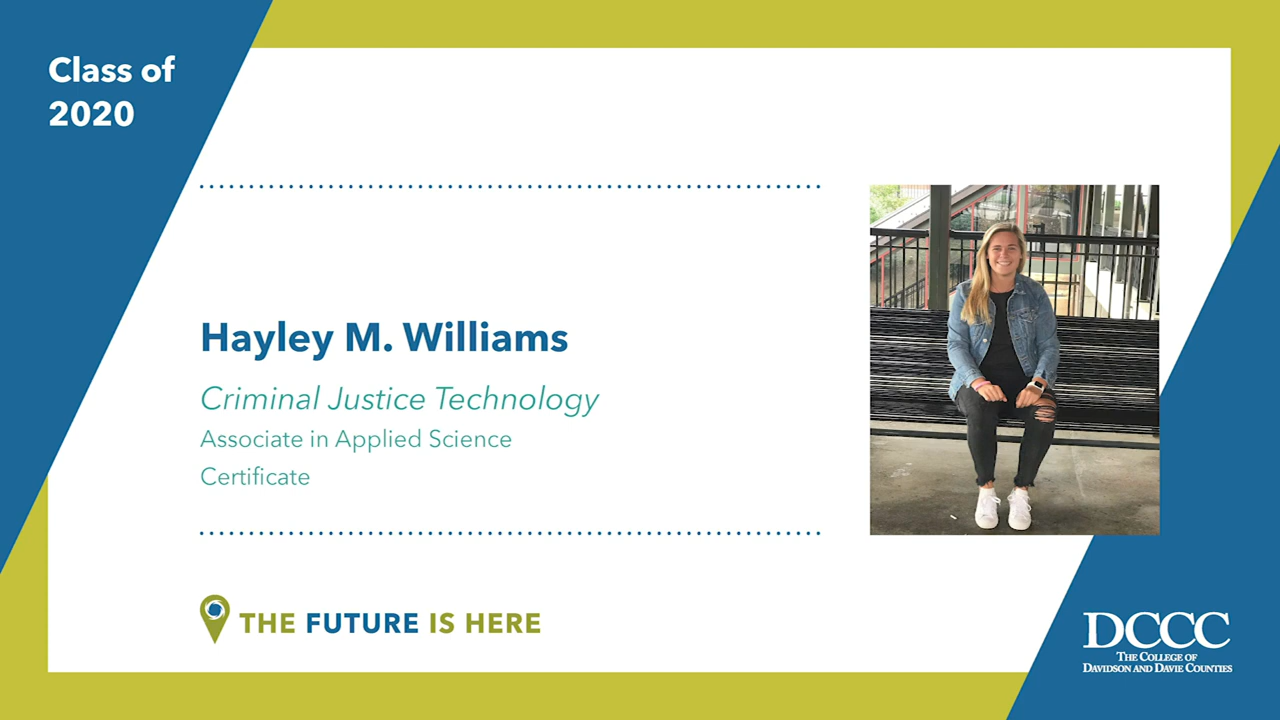 Class of
2020
Hayley M. Williams
Criminal Justice Technology
Associate in Applied Science
Certificate
THE FUTURE IS HERE
DCCC
THE COLLEGE OF
DAVIDSON AND DAVIE COUNTIES